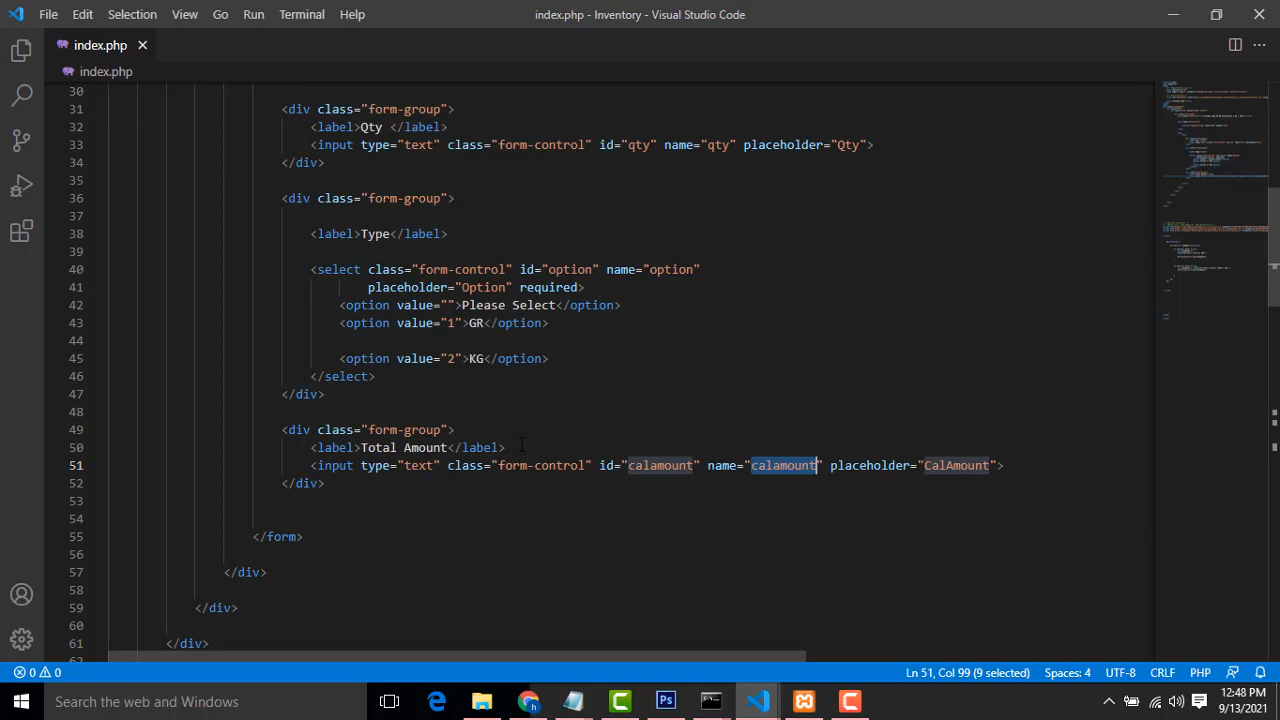 File Edit Selection View Go Run Terminal Help
index.php - Inventory - Visual Studio Code
index.php
index.php
30
31 <div class="form-group">
32 <label>Qty </label>
33 <input type="text" class="form-control" id="qty" name="qty" placeholder="Qty">
34 </div>
35
36 <div class="form-group">
37
38 <label>Type</label>
39
40 <select class="form-control" id="option" name="option"
41 placeholder="Option" required>
42 <option value="">Please Select</option>
43 <option value="1">GR</option>
44
45 <option value="2">KG</option>
46 </select>
47 </div>
48
49 <div class="form-group">
50 <label>Total Amount</label>
51 <input type="text" class="form-control" id="calamount" name="calamount" placeholder="CalAmount">
52 </div>
53
54
55 </form>
56
57 </div>
58
59 </div>
60
61 </div>
62
0 0 Ln 51, Col 99 (9 selected) Spaces: 4 UTF-8 CRLF PHP
Search the web and Windows
12:48 PM
9/13/2021